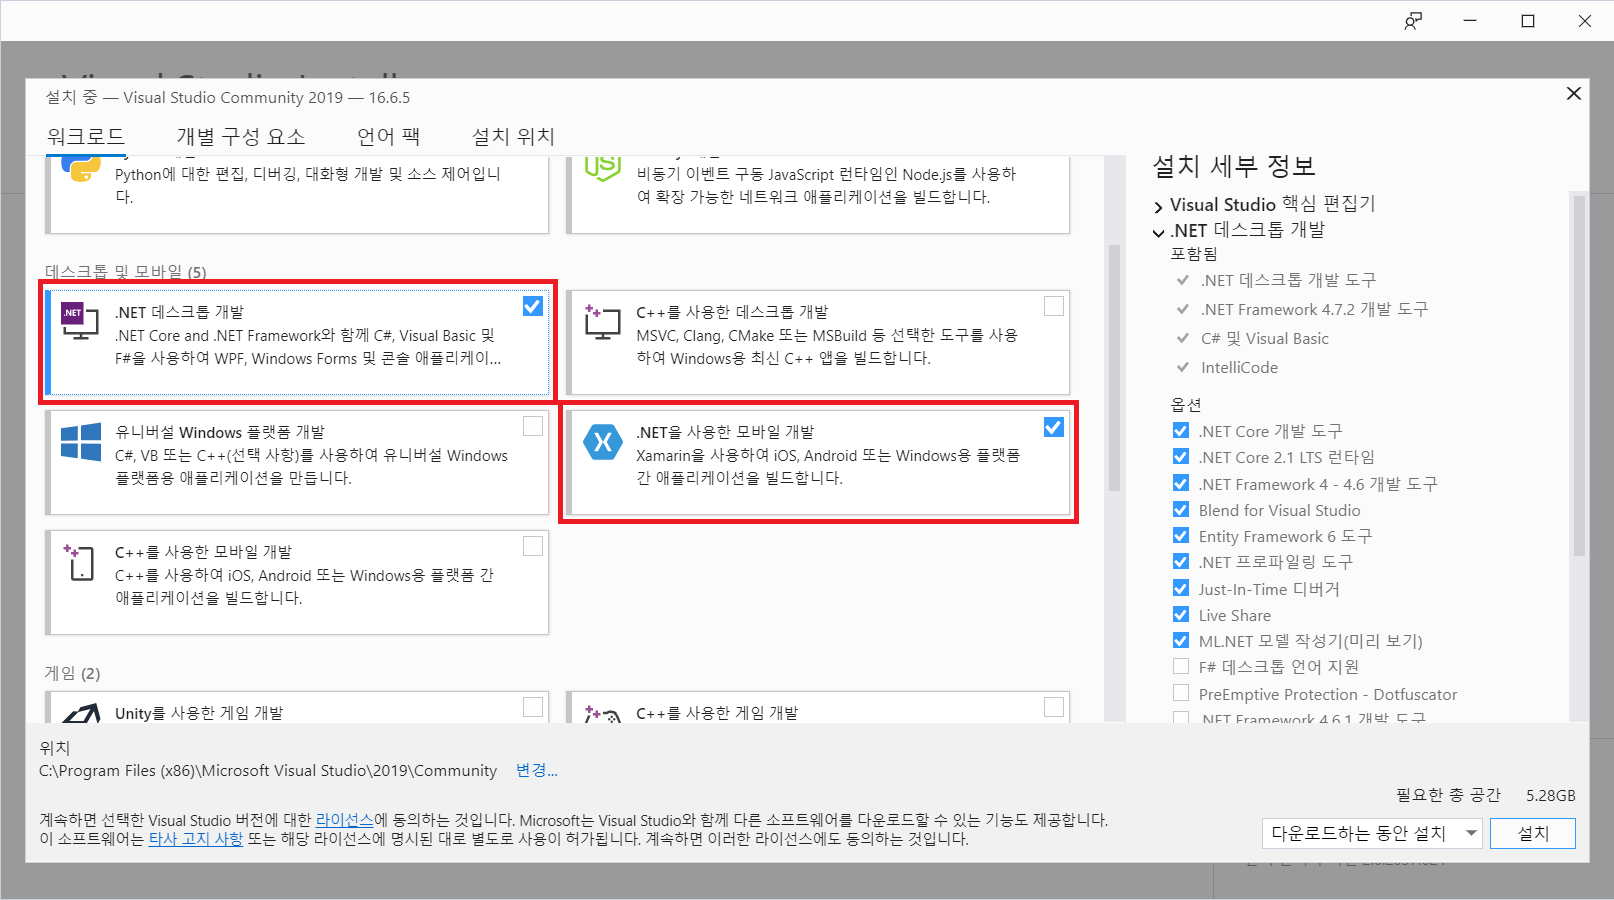 Visual Studio Install
설치 중 — Visual Studio Community 2019 — 16.6.5
워크로드 개별 구성 요소 언어 팩 설치 위치
Python에 대한 편집, 디버깅, 대화형 개발 및 소스 제어입니
다.
비동기 이벤트 구동 JavaScript 런타임인 Node.js를 사용하
여 확장 가능한 네트워크 애플리케이션을 빌드합니다.
데스크톱 및 모바일 (5)
.NET
.NET 데스크톱 개발
.NET Core and .NET Framework와 함께 C#, Visual Basic 및
F#을 사용하여 WPF, Windows Forms 및 콘솔 애플리케이...
C++를 사용한 데스크톱 개발
MSVC, Clang, CMake 또는 MSBuild 등 선택한 도구를 사용
하여 Windows용 최신 C++ 앱을 빌드합니다.
유니버설 Windows 플랫폼 개발
C#, VB 또는 C++(선택 사항)를 사용하여 유니버설 Windows
플랫폼용 애플리케이션을 만듭니다.
.NET을 사용한 모바일 개발
Xamarin을 사용하여 iOS, Android 또는 Windows용 플랫폼
간 애플리케이션을 빌드합니다.
C++를 사용한 모바일 개발
C++를 사용하여 iOS, Android 또는 Windows용 플랫폼 간
애플리케이션을 빌드합니다.
게임 (2)
Unity를 사용한 게임 개발
C++를 사용한 게임 개발
설치 세부 정보
Visual Studio 핵심 편집기
.NET 데스크톱 개발
포함됨
.NET 데스크톱 개발 도구
.NET Framework 4.7.2 개발 도구
C# 및 Visual Basic
IntelliCode
옵션
.NET Core 개발 도구
.NET Core 2.1 LTS 런타임
.NET Framework 4 - 4.6 개발 도구
Blend for Visual Studio
Entity Framework 6 도구
.NET 프로파일링 도구
Just-In-Time 디버거
Live Share
ML.NET 모델 작성기(미리 보기)
F# 데스크톱 언어 지원
PreEmptive Protection - Dotfuscator
.NET Framework 4.6.1 개발 도구
위치
C:\Program Files (x86)\Microsoft Visual Studio\2019\Community 변경...
필요한 총 공간 5.28GB
계속하면 선택한 Visual Studio 버전에 대한 라이선스에 동의하는 것입니다. Microsoft는 Visual Studio와 함께 다른 소프트웨어를 다운로드할 수 있는 기능도 제공합니다.
이 소프트웨어는 타사 고지 사항 또는 해당 라이선스에 명시된 대로 별도로 사용이 허가됩니다. 계속하면 이러한 라이선스에도 동의하는 것입니다.
다운로드하는 동안 설치 설치